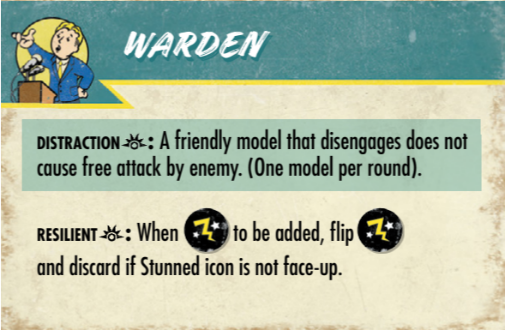 WARDEN
DISTRACTION: A friendly model that disengages does not
cause free attack by enemy. (One model per round).
RESILIENT: When to be added, flip
and discard if Stunned icon is not face-up.